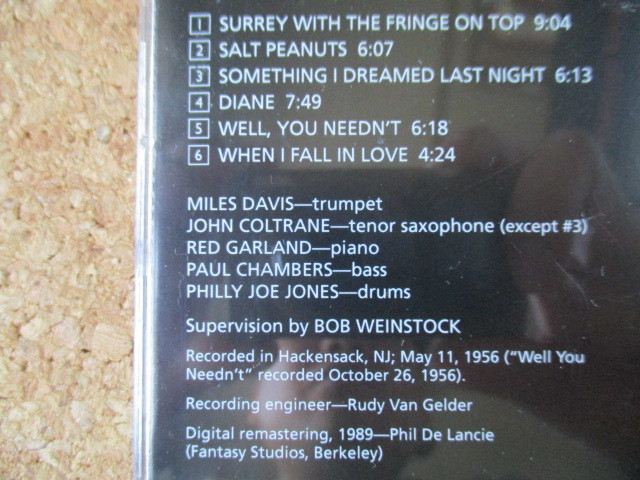 1 SURREY WITH THE FRINGE ON TOP 9:04
2 SALT PEANUTS 6:07
3 SOMETHING I DREAMED LAST NIGHT 6:13
4 DIANE 7:49
5 WELL, YOU NEEDN'T 6:18
6 WHEN I FALL IN LOVE 4:24
MILES DAVIS—trumpet
JOHN COLTRANE—tenor saxophone (except #3)
RED GARLAND—piano
PAUL CHAMBERS—bass
PHILLY JOE JONES—drums
Supervision by BOB WEINSTOCK
Recorded in Hackensack, NJ; May 11, 1956 ("Well You
Needn't" recorded October 26, 1956).
Recording engineer—Rudy Van Gelder
Digital remastering, 1989—Phil De Lancie
(Fantasy Studios, Berkeley)